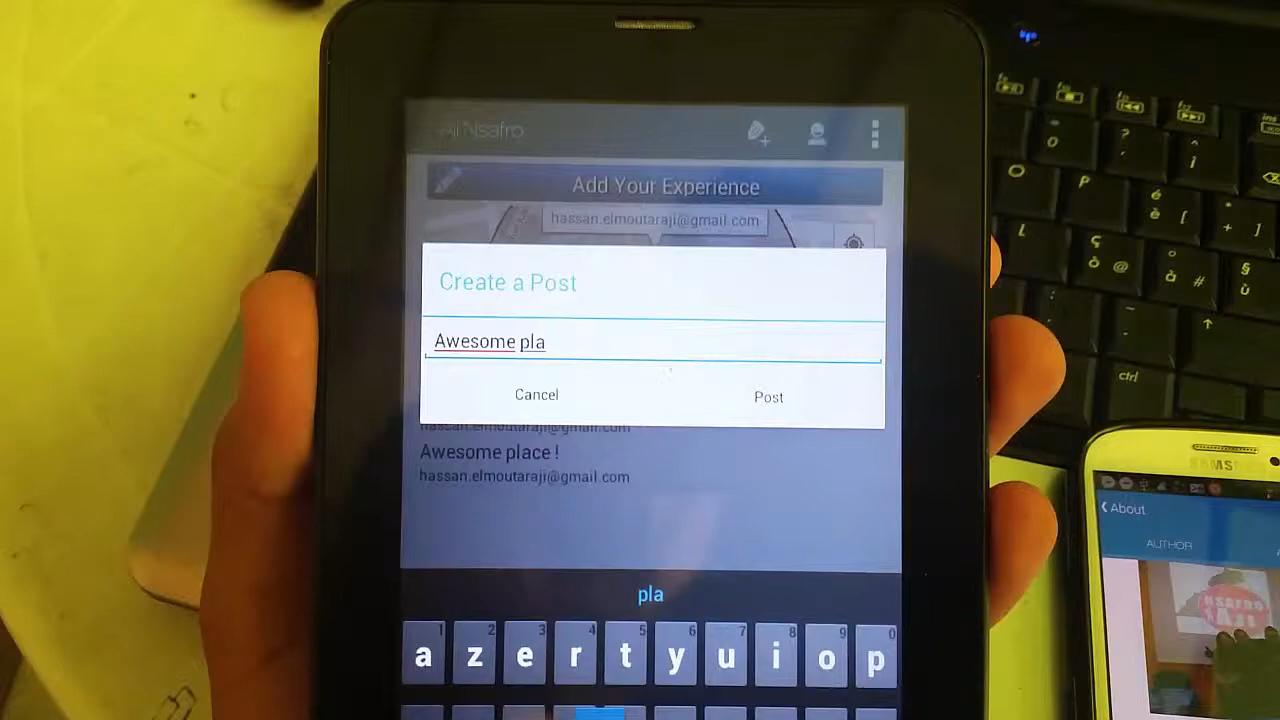 Nsafro
Add Your Experience
hassan.elmoutaraji@gmail.com
Create a Post
Awesome pla
Cancel
Post
hassan.elmoutaraji@gmail.com
Awesome place !
hassan.elmoutaraji@gmail.com
pla
1 2 3 4 5 6 7 8 9 0
a z e r t y u i o p
O P é è [ * + ]
L ç ò @ ° à # § ù
ctrl
SAMSU
About
AUTHOR